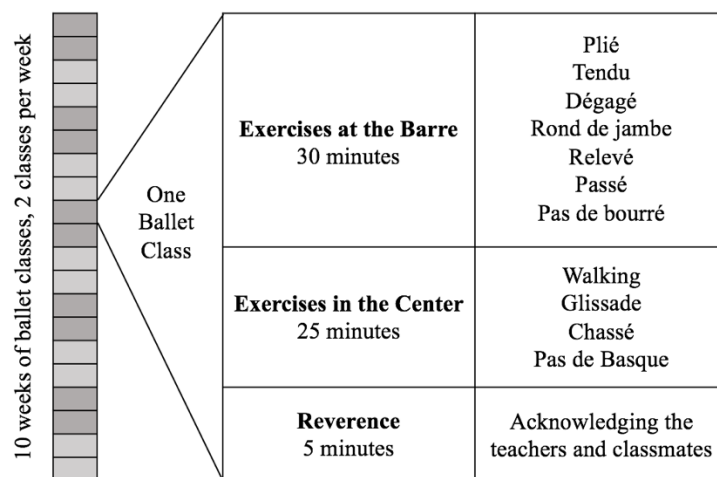 10 weeks of ballet classes, 2 classes per week
One
Ballet
Class
Exercises at the Barre
30 minutes
Plié
Tendu
Dégagé
Rond de jambe
Relevé
Passé
Pas de bourré
Exercises in the Center
25 minutes
Walking
Glissade
Chassé
Pas de Basque
Reverence
5 minutes
Acknowledging the
teachers and classmates